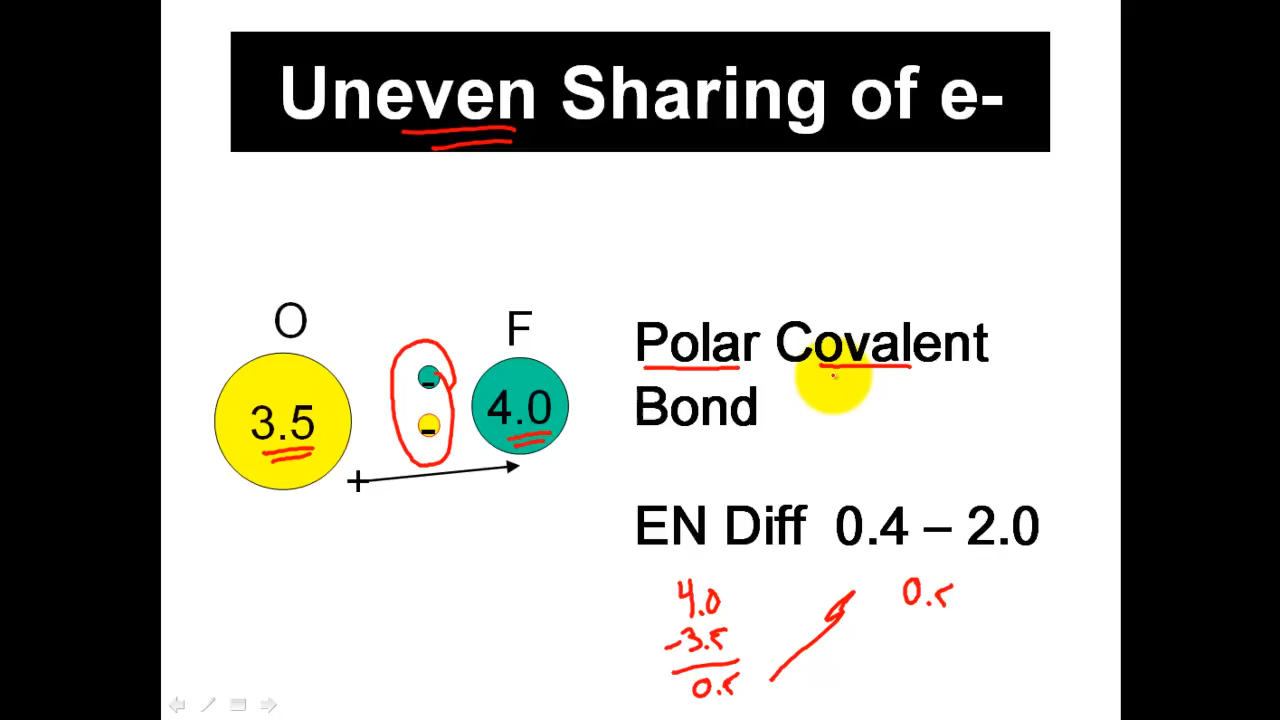 Uneven Sharing of e-
O
F
3.5
-
-
4.0
+
Polar Covalent
Bond
EN Diff 0.4 – 2.0
4.0
-3.5
0.5
0.5